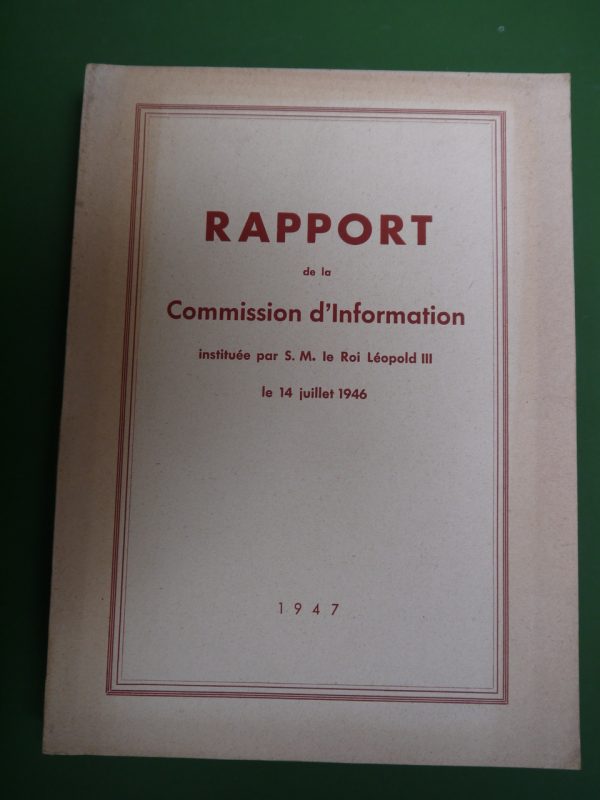 RAPPORT
de la
Commission d'Information
instituée par S. M. le Roi Léopold III
le 14 juillet 1946
1947